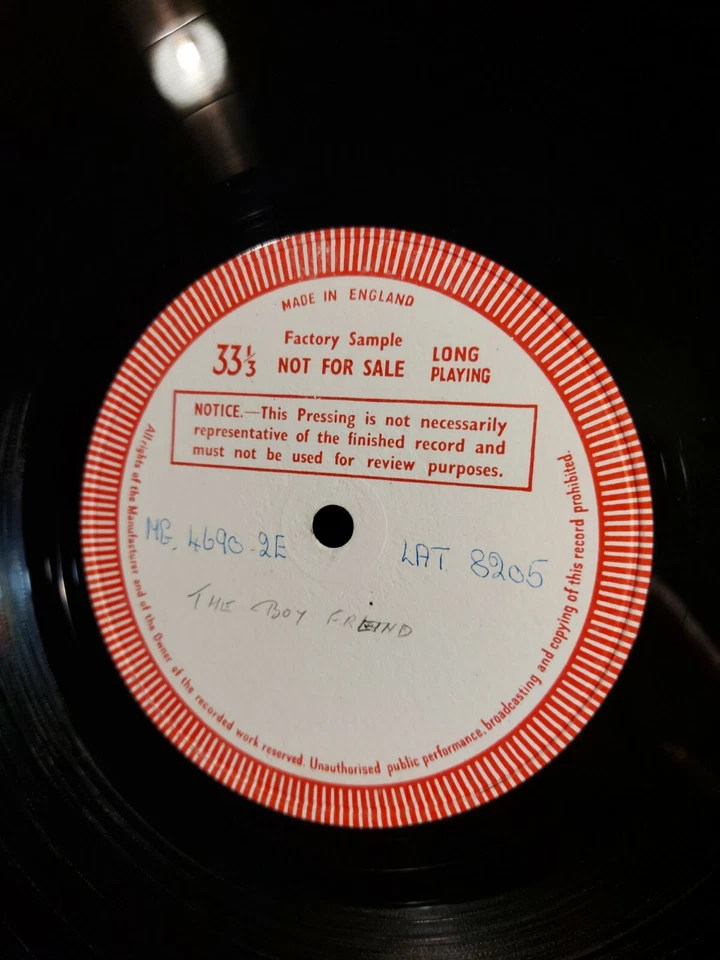 MADE IN ENGLAND
Factory Sample
33⅓ NOT FOR SALE LONG PLAYING
NOTICE.—This Pressing is not necessarily
representative of the finished record and
must not be used for review purposes.
MG. 4690-2E LAT 8205
THE BOY FREIND
All rights of the Manufacturer and of the Owner of the recorded work reserved. Unauthorised public performance, broadcasting and copying of this record prohibited.